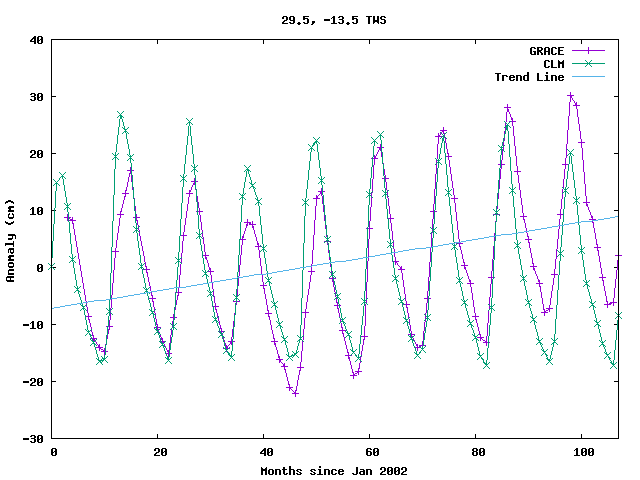 29.5, -13.5 TWS
40
30
20
10
0
-10
-20
-30
Anomaly (cm)
GRACE
CLM
Trend Line
0 20 40 60 80 100
Months since Jan 2002